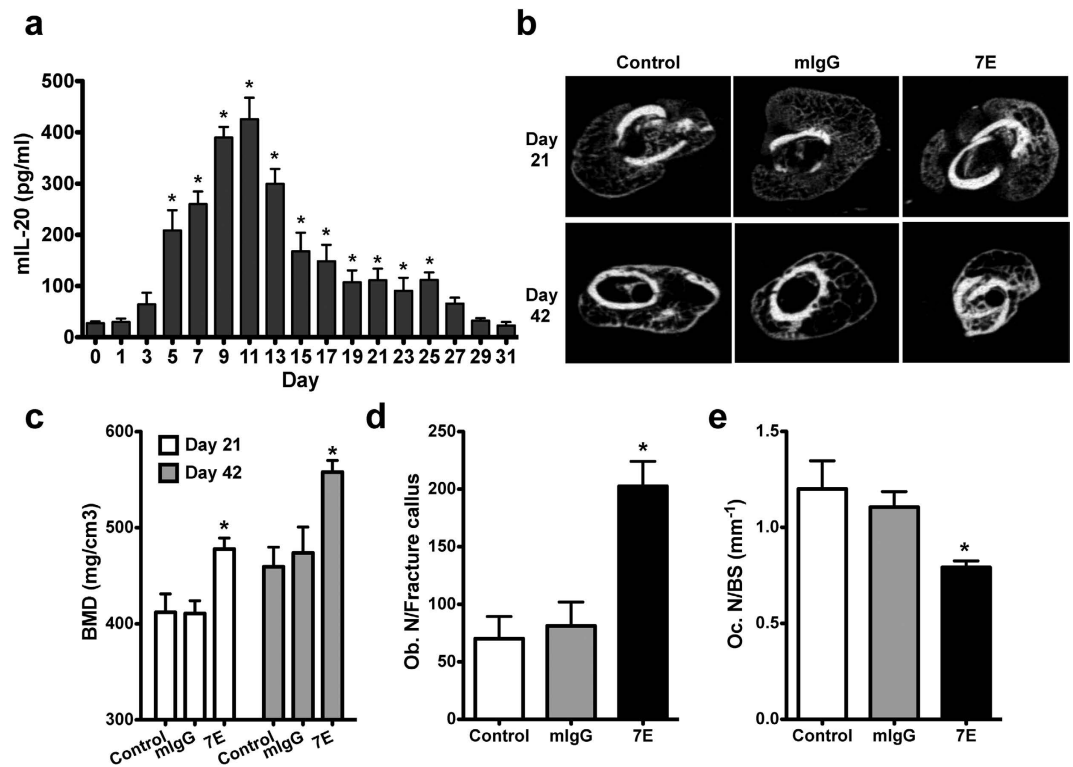 a
mIL-20 (pg/ml)
500
400
300
200
100
0
* * * * * * * * * * *
0 1 3 5 7 9 11 13 15 17 19 21 23 25 27 29 31
Day
b
Control mIgG 7E
Day
21
Day
42
c
BMD (mg/cm3)
600
500
400
300
Day 21
Day 42
* *
Control mIgG 7E Control mIgG 7E
d
Ob. N/Fracture callus
250
200
150
100
50
0
*
Control mIgG 7E
e
Oc. N/BS (mm-1)
1.5
1.0
0.5
0.0
*
Control mIgG 7E